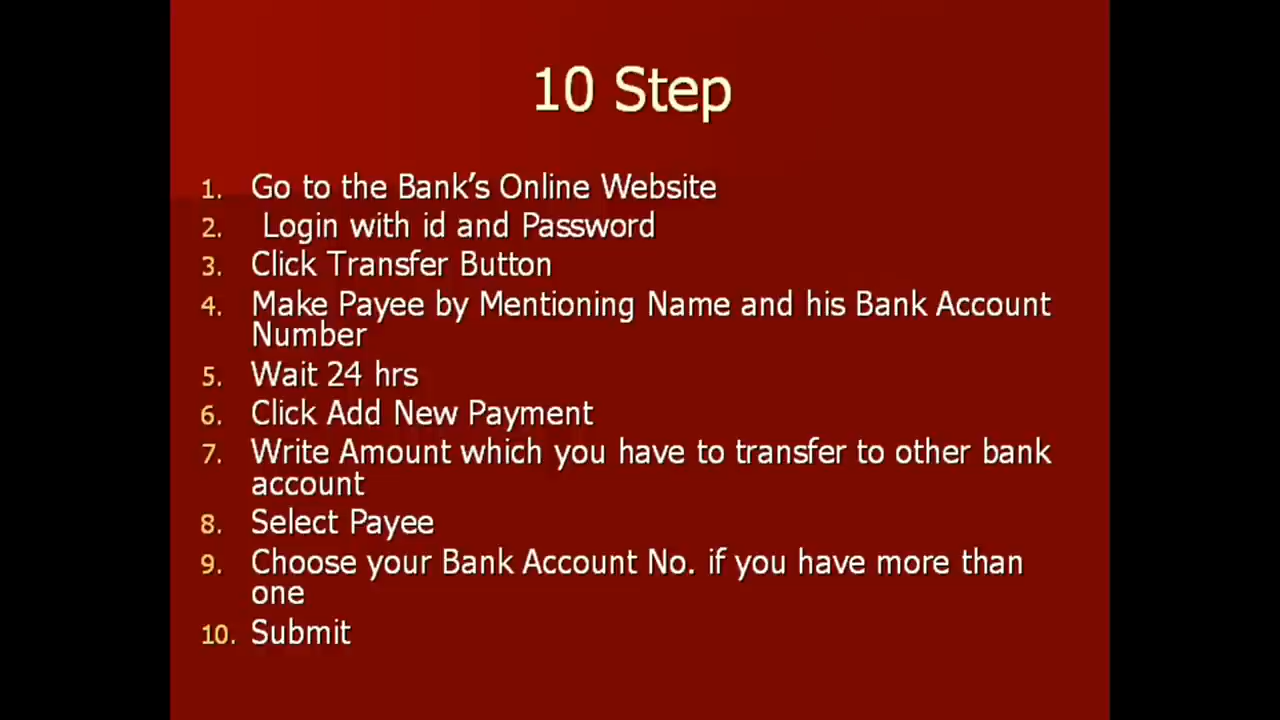 10 Step
1. Go to the Bank’s Online Website
2. Login with id and Password
3. Click Transfer Button
4. Make Payee by Mentioning Name and his Bank Account
Number
5. Wait 24 hrs
6. Click Add New Payment
7. Write Amount which you have to transfer to other bank
account
8. Select Payee
9. Choose your Bank Account No. if you have more than
one
10. Submit